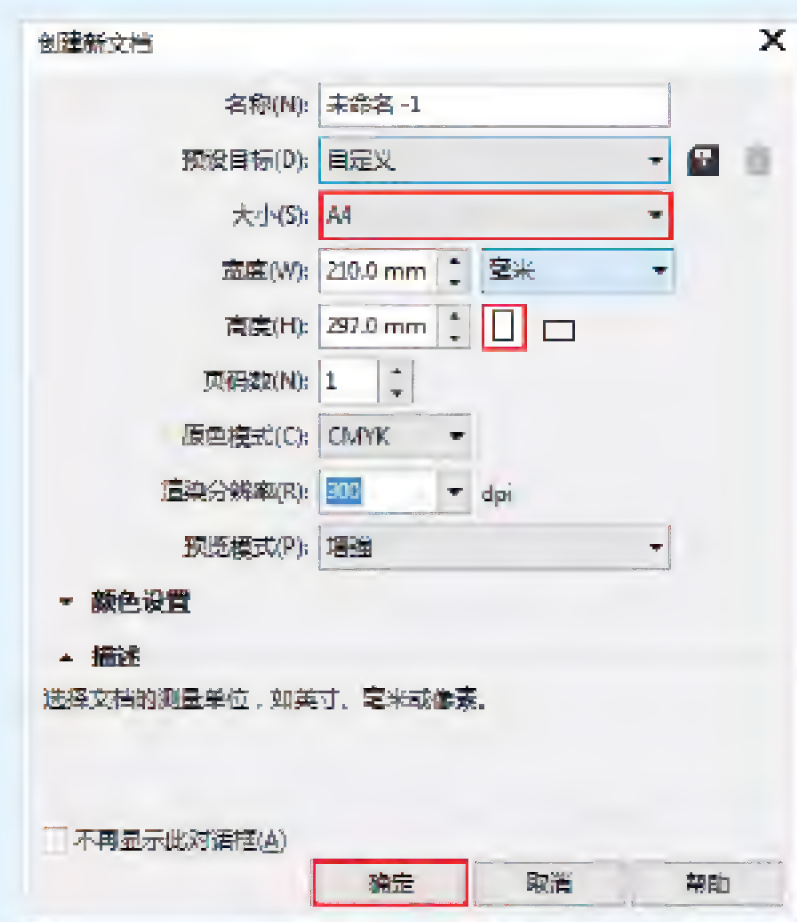 创建新文档
名称(N): 未命名 -1
预设目标(D): 自定义
大小(S): A4
宽度(W): 210.0 mm 毫米
高度(H): 297.0 mm
页码数(N): 1
原色模式(C): CMYK
渲染分辨率(R): 300 dpi
预览模式(P): 增强
颜色设置
描述
选择文档的测量单位，如英寸、毫米或像素。
不再显示此对话框(A)
确定 取消 帮助